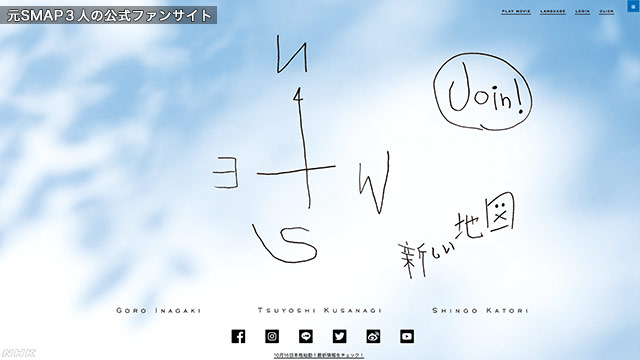 元SMAP３人の公式ファンサイト
PLAY MOVIE LANGUAGE LOGIN CLICK
N
Join!
E W
S
新しい地図
GORO INAGAKI TSUYOSHI KUSANAGI SHINGO KATORI
10月16日本格始動！最新情報をチェック！
NHK